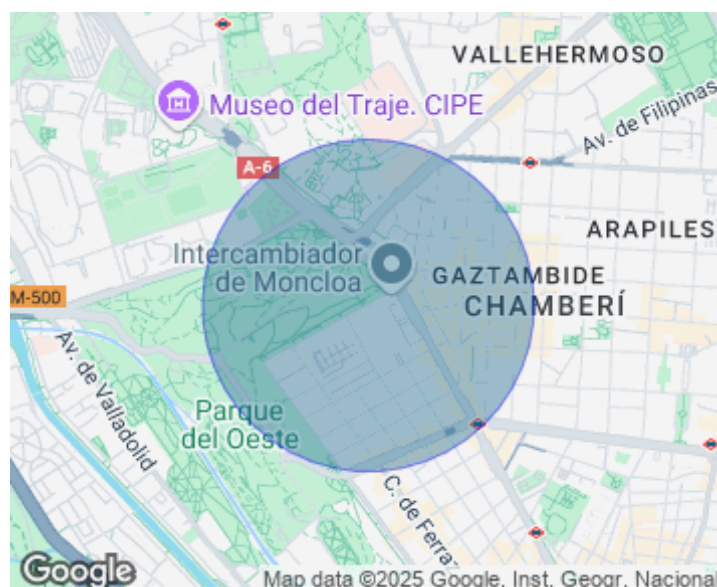 VALLEHERMOSO
Museo del Traje. CIPE
Av. de Filipinas
A-6
ARAPILES
Intercambiador
de Moncloa
GAZTAMBIDE
CHAMBERÍ
M-500
Av. de Valladolid
Parque
del Oeste
C. de Ferraz
Google
Map data ©2025 Google, Inst. Geogr. Nacional